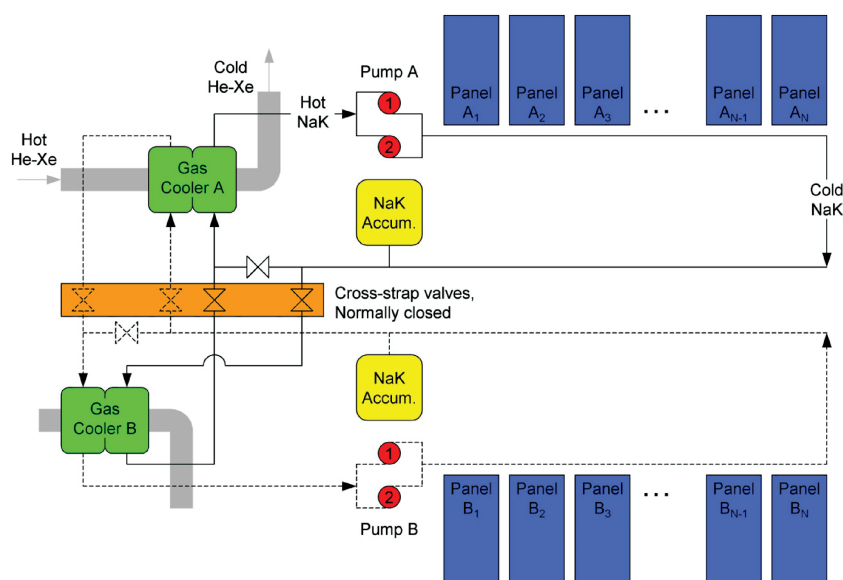 Cold
He-Xe
Hot
He-Xe
Gas
Cooler A
Hot
NaK
Pump A
1
2
Panel
A1
Panel
A2
Panel
A3
...
Panel
AN-1
Panel
AN
NaK
Accum.
Cold
NaK
Cross-strap valves,
Normally closed
NaK
Accum.
Gas
Cooler B
1
2
Pump B
Panel
B1
Panel
B2
Panel
B3
...
Panel
BN-1
Panel
BN